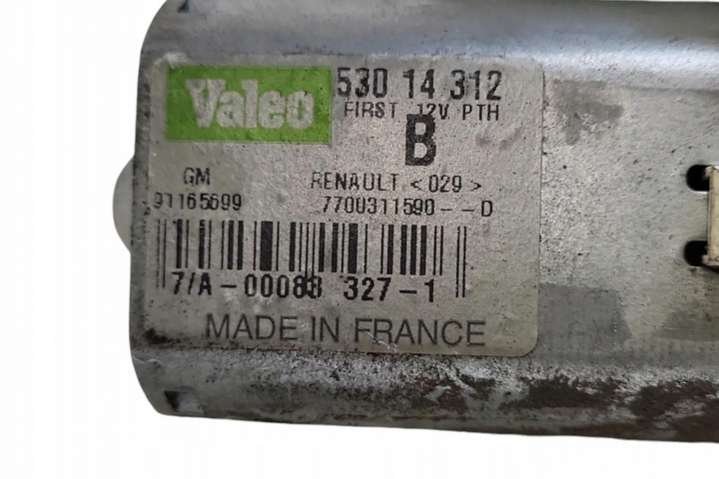 Valeo 530 14 312
FIRST 12V PTH
B
GM RENAULT <029>
91165699 7700311590--D
7/A-00088 327-1
MADE IN FRANCE